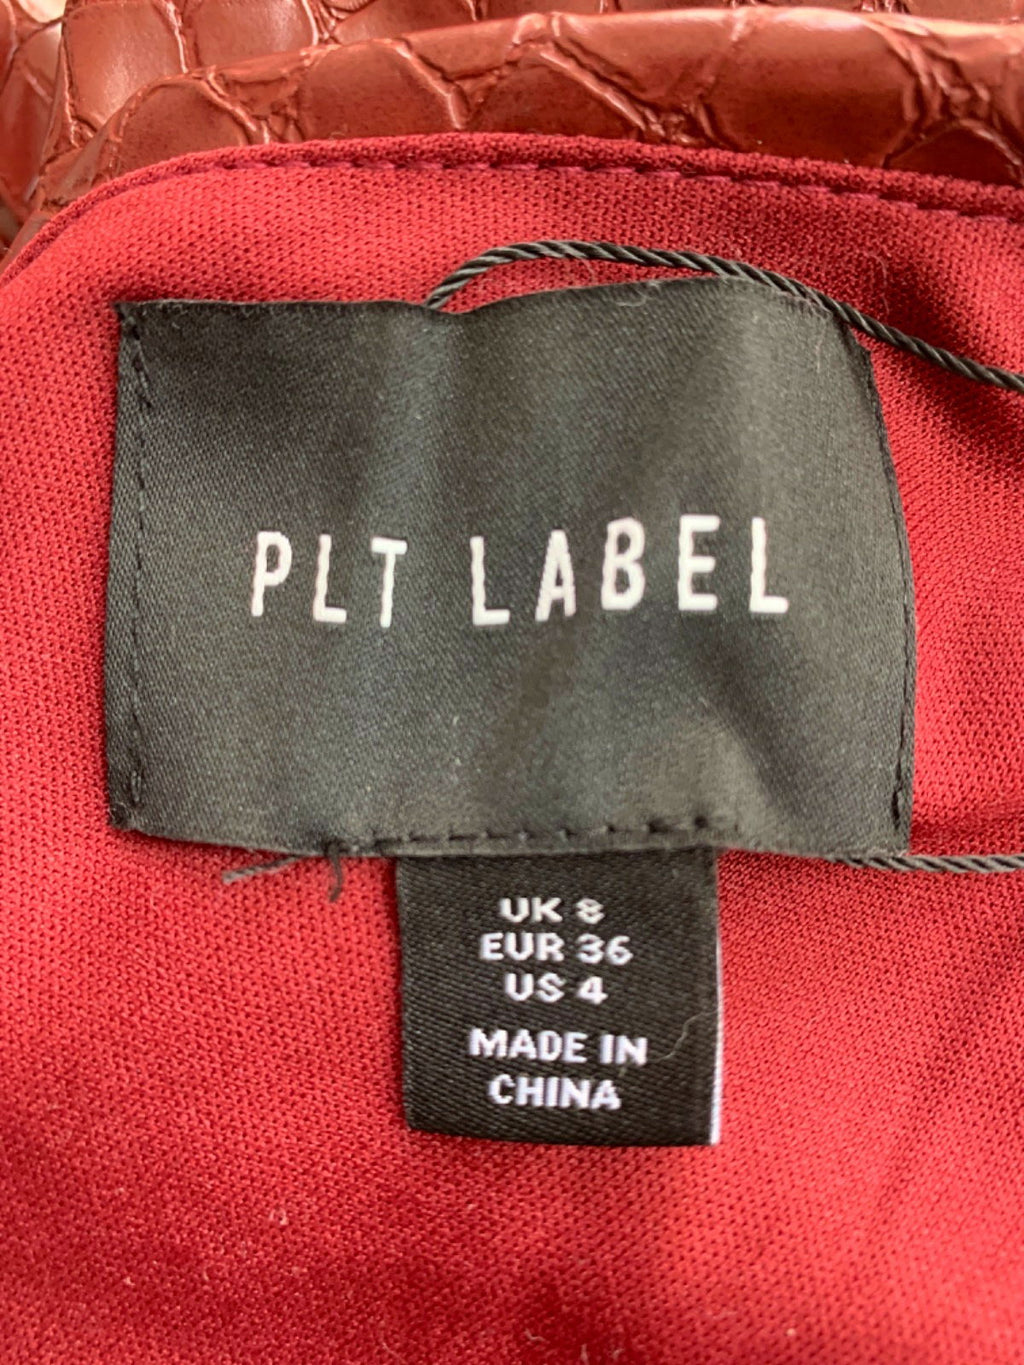 PLT LABEL
UK 8
EUR 36
US 4
MADE IN
CHINA